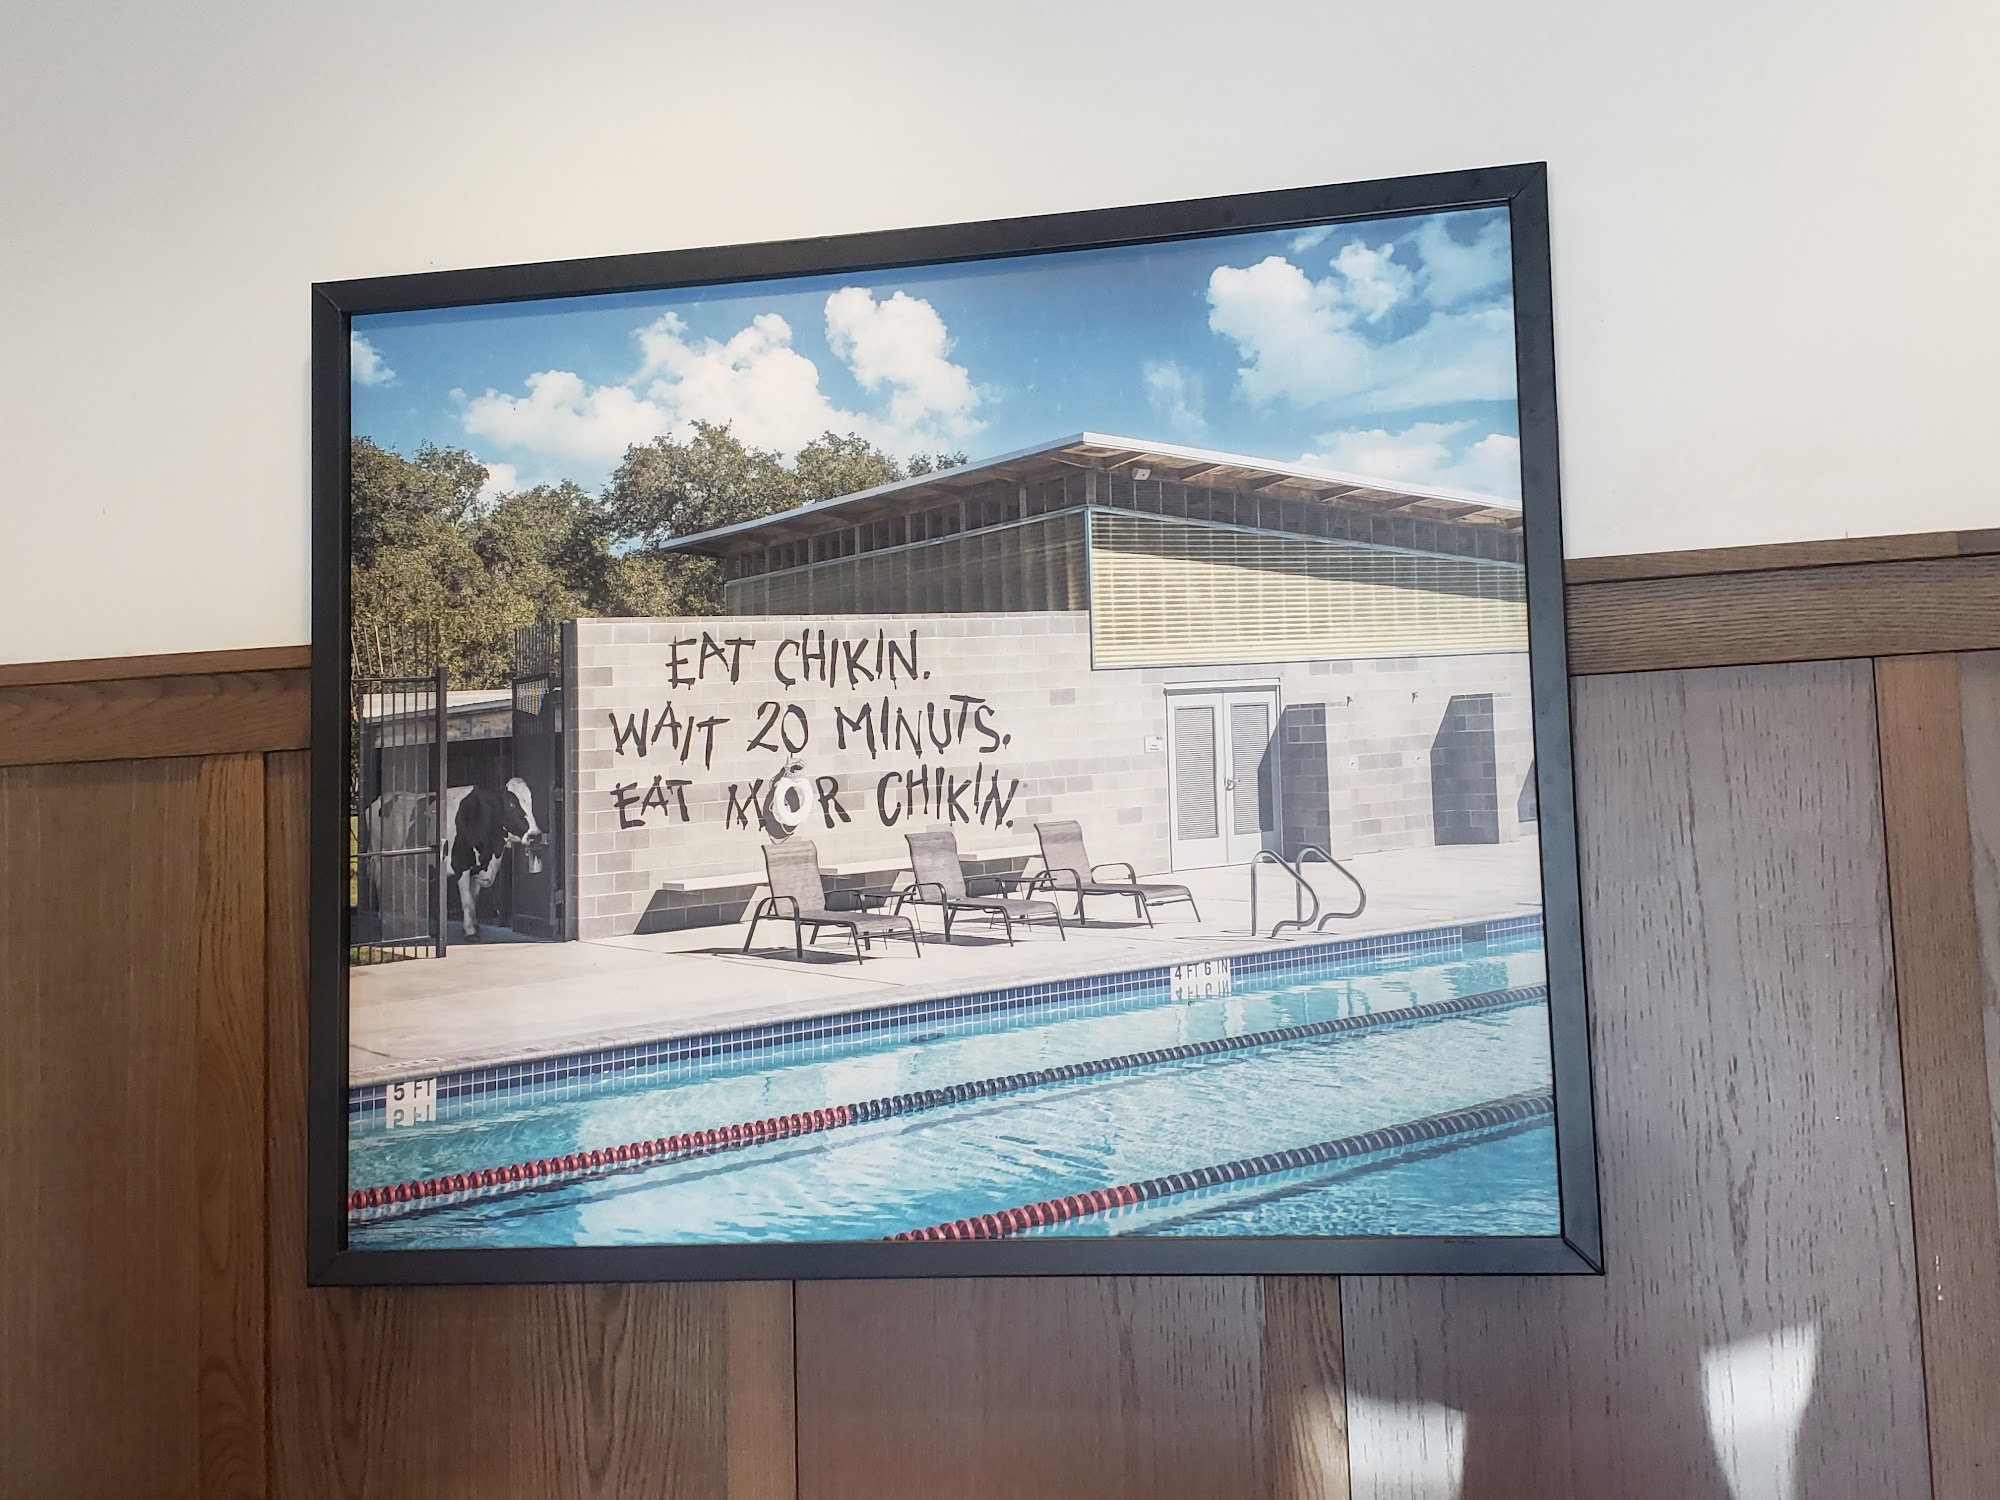 EAT CHIKIN.
WAIT 20 MINUTS.
EAT MOR CHIKIN.
4 FT 6 IN
5 FT